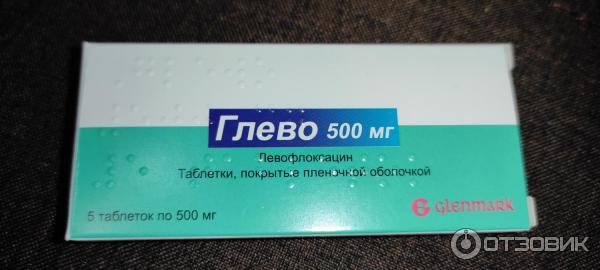 Глево 500 мг
Левофлоксацин
Таблетки, покрытые пленочной оболочкой
5 таблеток по 500 мг
Glenmark
ОТЗОВИК